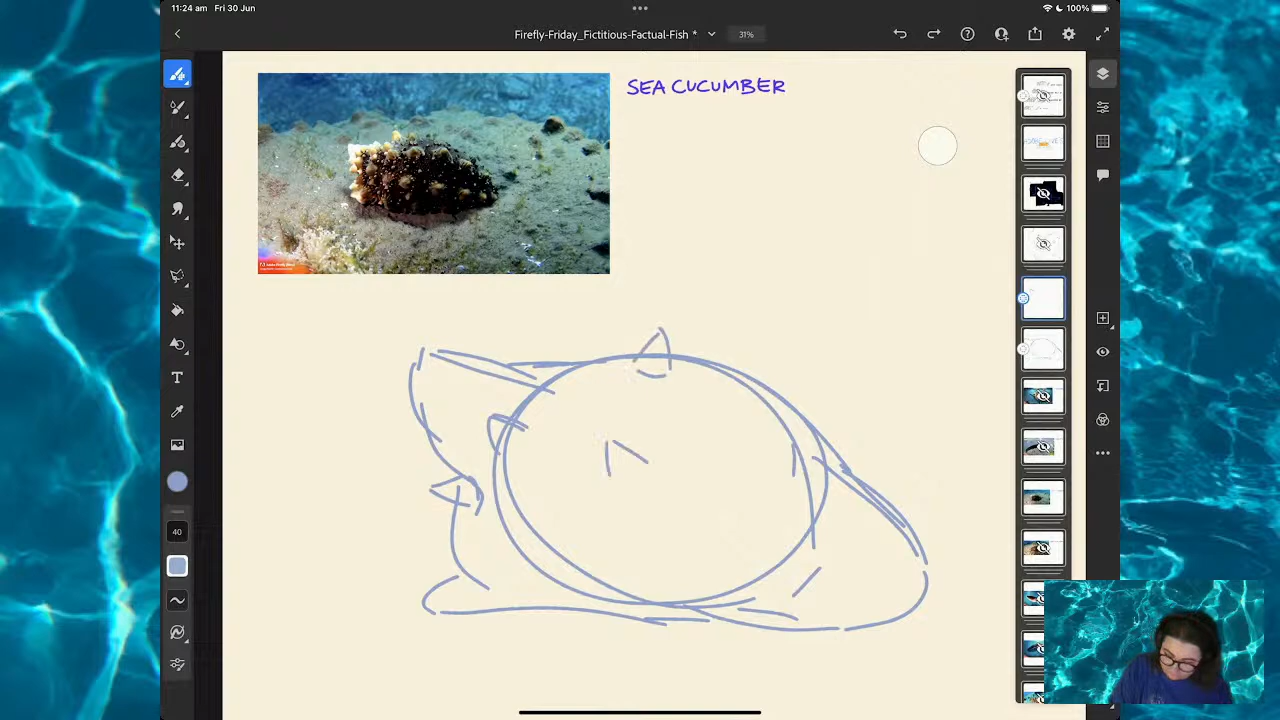 11:24 am Fri 30 Jun
100%
Firefly-Friday_Fictitious-Factual-Fish *
31%
SEA CUCUMBER
T
40